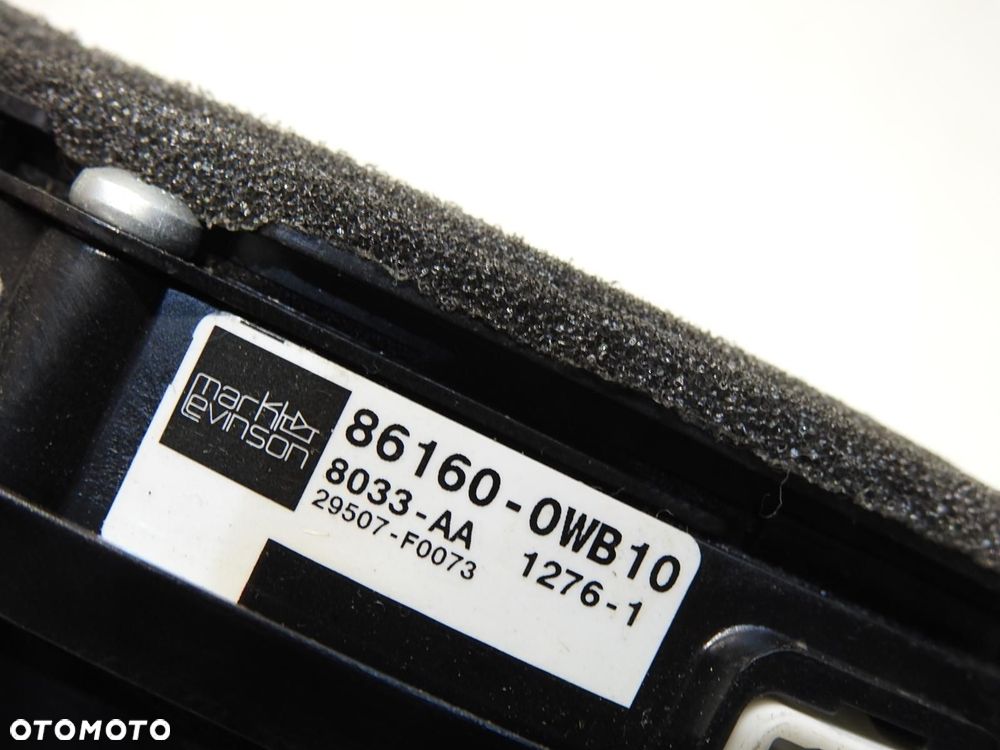 mark
Levinson
86160-0WB10
8033-AA
29507-F0073
1276-1
OTOMOTO